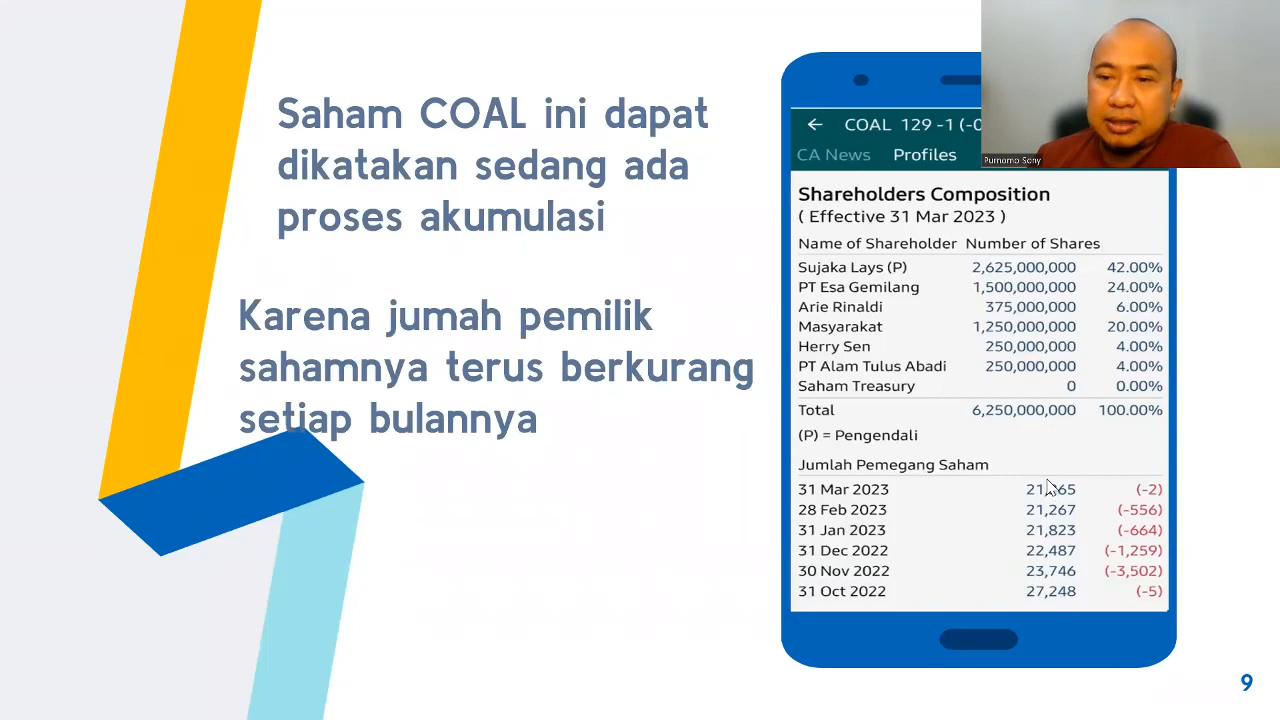 Saham COAL ini dapat
dikatakan sedang ada
proses akumulasi
Karena jumah pemilik
sahamnya terus berkurang
setiap bulannya
COAL 129 -1
CA News Profiles
Purnomo Sony
Shareholders Composition
( Effective 31 Mar 2023 )
Name of Shareholder Number of Shares
Sujaka Lays (P) 2,625,000,000 42.00%
PT Esa Gemilang 1,500,000,000 24.00%
Arie Rinaldi 375,000,000 6.00%
Masyarakat 1,250,000,000 20.00%
Herry Sen 250,000,000 4.00%
PT Alam Tulus Abadi 250,000,000 4.00%
Saham Treasury 0 0.00%
Total 6,250,000,000 100.00%
(P) = Pengendali
Jumlah Pemegang Saham
31 Mar 2023 (-2)
28 Feb 2023 21,267 (-556)
31 Jan 2023 21,823 (-664)
31 Dec 2022 22,487 (-1,259)
30 Nov 2022 23,746 (-3,502)
31 Oct 2022 27,248 (-5)
9